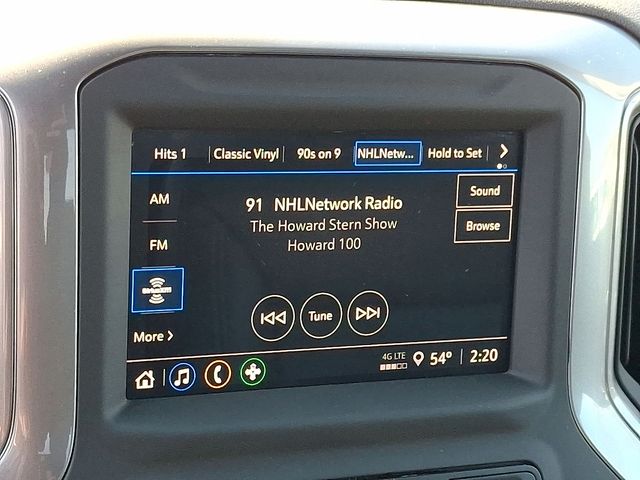 Hits 1 Classic Vinyl 90s on 9 NHLNetw... Hold to Set
AM
91 NHLNetwork Radio
Sound
The Howard Stern Show
Browse
FM
Howard 100
SiriusXM
Tune
More >
4G LTE
54° 2:20